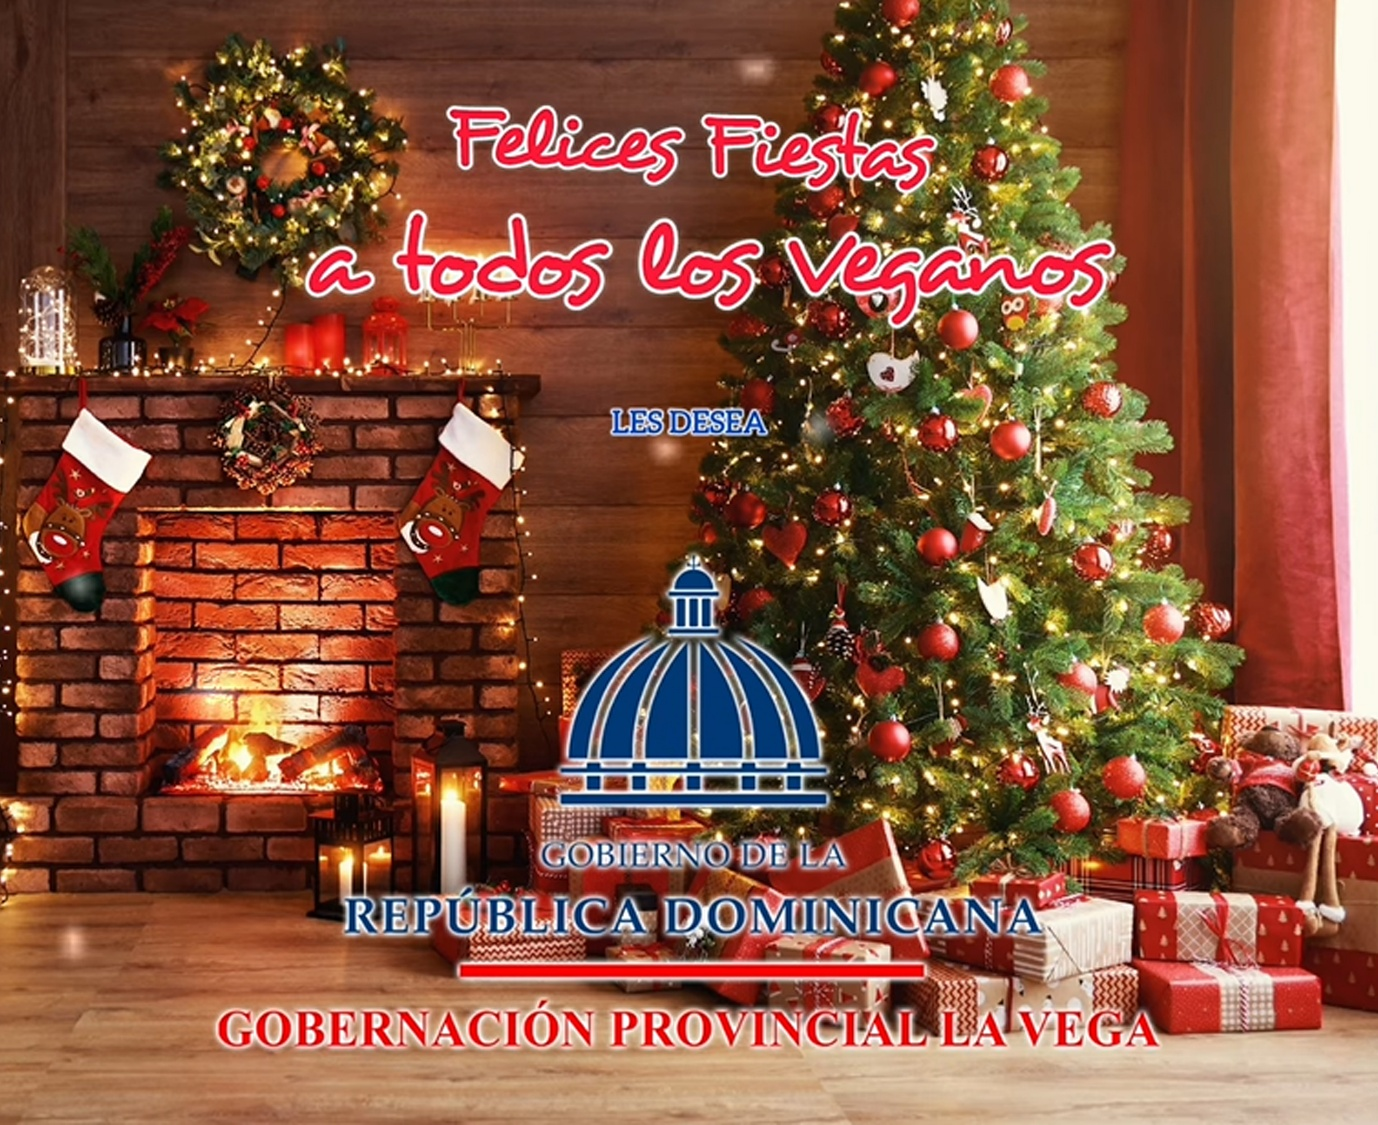 Felices Fiestas
a todos los veganos
LES DESEA
GOBIERNO DE LA
REPÚBLICA DOMINICANA
GOBERNACIÓN PROVINCIAL LA VEGA